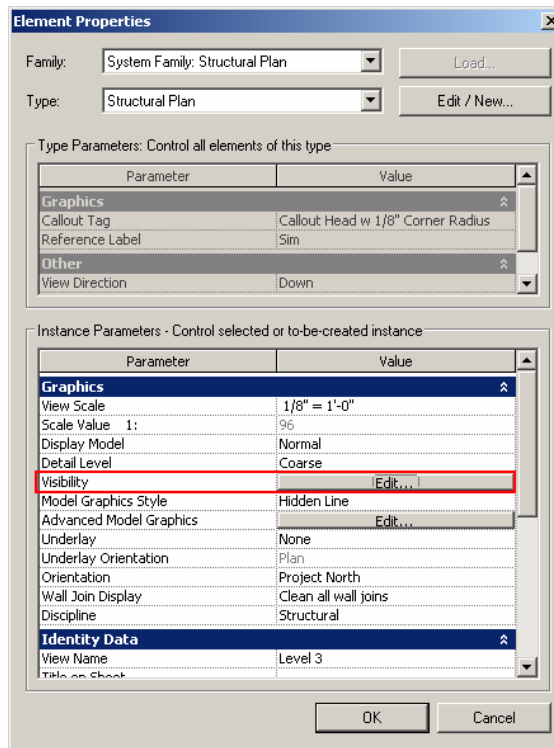 Element Properties
Family: System Family: Structural Plan Load...
Type: Structural Plan Edit / New...
Type Parameters: Control all elements of this type
Parameter Value
Graphics
Callout Tag Callout Head w 1/8" Corner Radius
Reference Label Sim
Other
View Direction Down
Instance Parameters - Control selected or to-be-created instance
Parameter Value
Graphics
View Scale 1/8" = 1'-0"
Scale Value 1: 96
Display Model Normal
Detail Level Coarse
Visibility Edit...
Model Graphics Style Hidden Line
Advanced Model Graphics Edit...
Underlay None
Underlay Orientation Plan
Orientation Project North
Wall Join Display Clean all wall joins
Discipline Structural
Identity Data
View Name Level 3
Title on Sheet
OK Cancel